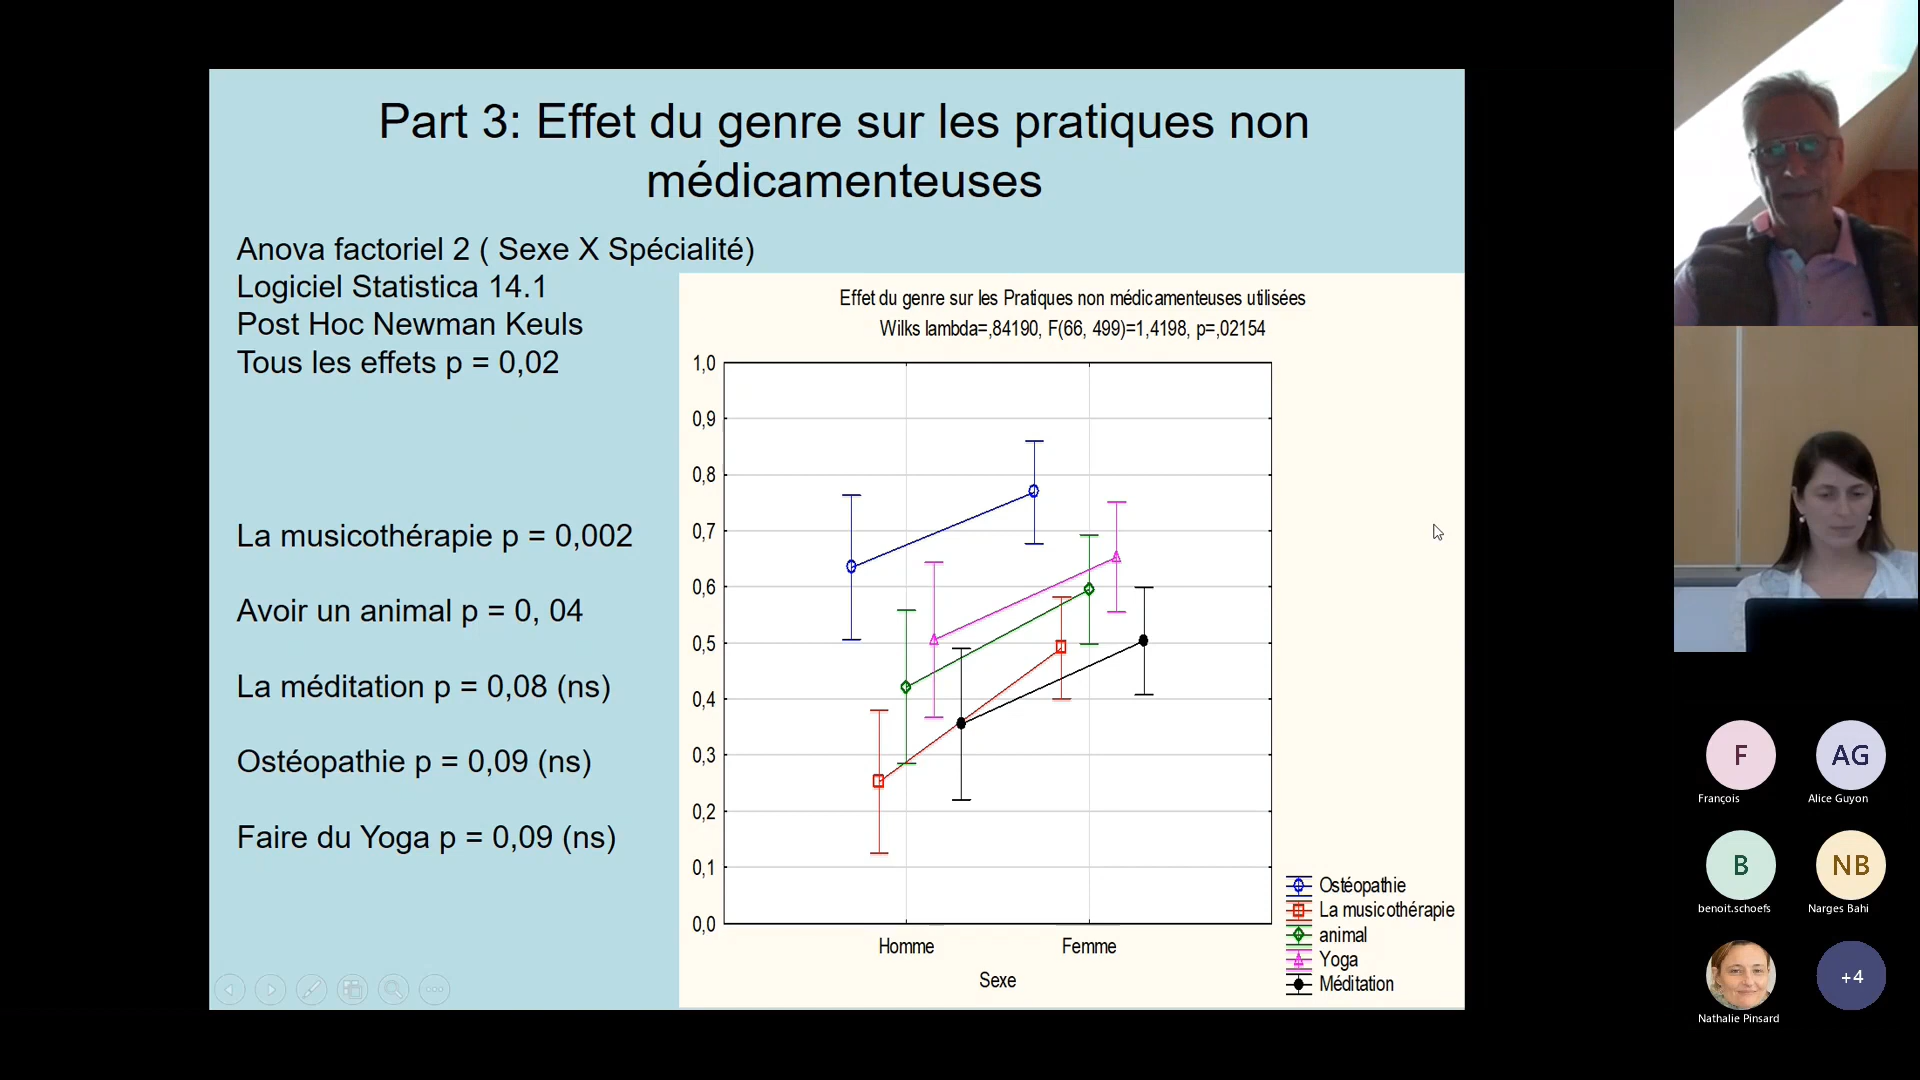 Part 3: Effet du genre sur les pratiques non
médicamenteuses
Anova factoriel 2 ( Sexe X Spécialité)
Logiciel Statistica 14.1
Post Hoc Newman Keuls
Tous les effets p = 0,02
La musicothérapie p = 0,002
Avoir un animal p = 0, 04
La méditation p = 0,08 (ns)
Ostéopathie p = 0,09 (ns)
Faire du Yoga p = 0,09 (ns)
Effet du genre sur les Pratiques non médicamenteuses utilisées
Wilks lambda=,84190, F(66, 499)=1,4198, p=,02154
1,0
0,9
0,8
0,7
0,6
0,5
0,4
0,3
0,2
0,1
0,0
Homme
Femme
Sexe
Ostéopathie
La musicothérapie
animal
Yoga
Méditation
F
François
AG
Alice Guyon
B
benoit.schoefs
NB
Narges Bahi
Nathalie Pinsard
+4